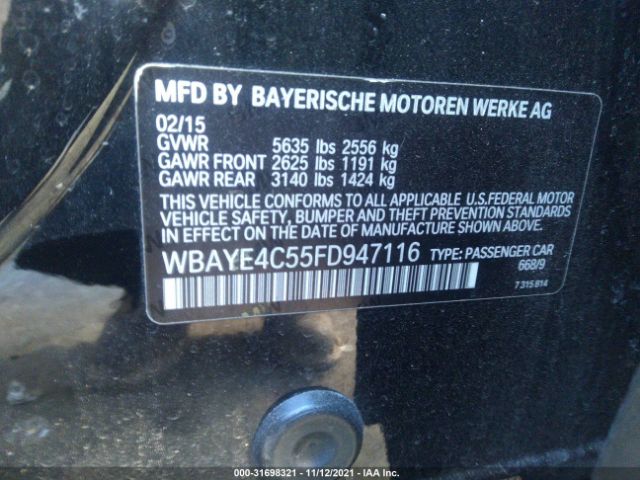 MFD BY BAYERISCHE MOTOREN WERKE AG
02/15
GVWR 5635 lbs 2556 kg
GAWR FRONT 2625 lbs 1191 kg
GAWR REAR 3140 lbs 1424 kg
THIS VEHICLE CONFORMS TO ALL APPLICABLE U.S.FEDERAL MOTOR
VEHICLE SAFETY, BUMPER AND THEFT PREVENTION STANDARDS
IN EFFECT ON THE DATE OF MANUFACTURE SHOWN ABOVE.
WBAYE4C55FD947116 TYPE: PASSENGER CAR
668/9
7 315 814
000-31698321 - 11/12/2021 - IAA Inc.